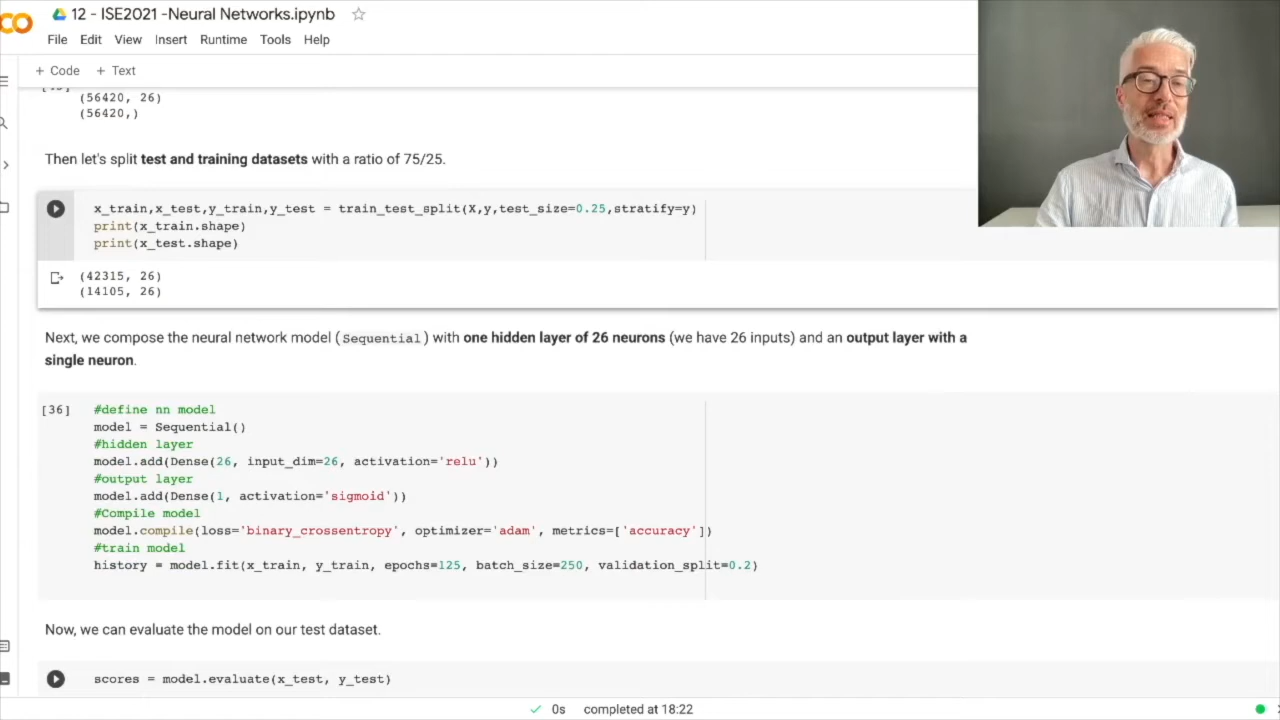 12 - ISE2021 -Neural Networks.ipynb
File Edit View Insert Runtime Tools Help
+ Code + Text
(56420, 26)
(56420,)
Then let's split test and training datasets with a ratio of 75/25.
x_train,x_test,y_train,y_test = train_test_split(X,y,test_size=0.25,stratify=y)
print(x_train.shape)
print(x_test.shape)
(42315, 26)
(14105, 26)
Next, we compose the neural network model (Sequential) with one hidden layer of 26 neurons (we have 26 inputs) and an output layer with a
single neuron.
[36] #define nn model
model = Sequential()
#hidden layer
model.add(Dense(26, input_dim=26, activation='relu'))
#output layer
model.add(Dense(1, activation='sigmoid'))
#Compile model
model.compile(loss='binary_crossentropy', optimizer='adam', metrics=['accuracy'])
#train model
history = model.fit(x_train, y_train, epochs=125, batch_size=250, validation_split=0.2)
Now, we can evaluate the model on our test dataset.
scores = model.evaluate(x_test, y_test)
0s completed at 18:22